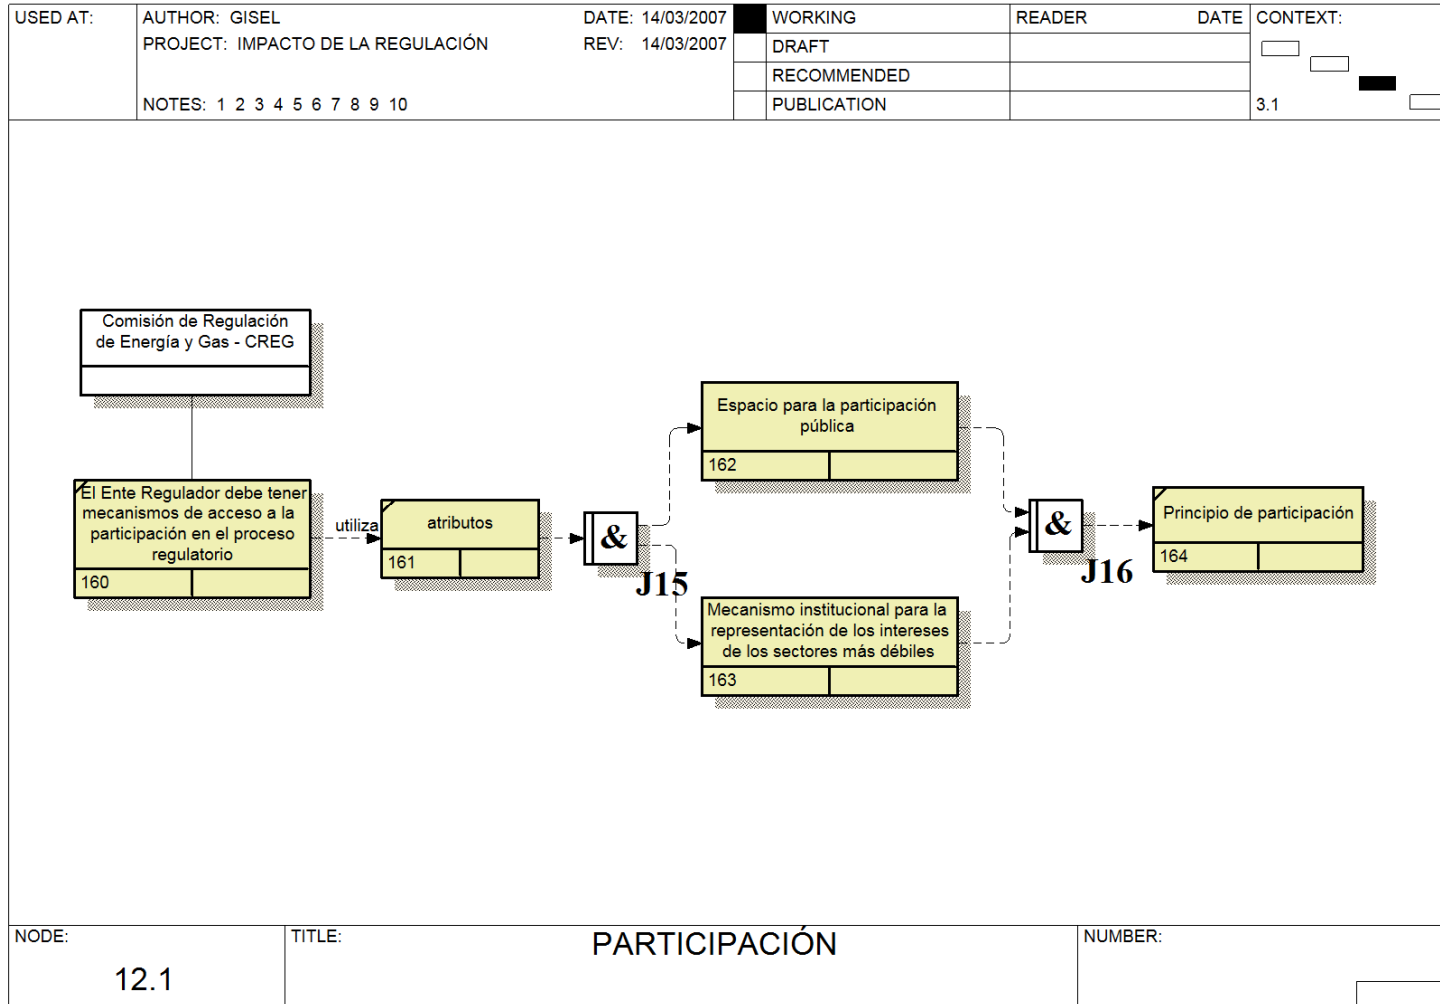 USED AT:
AUTHOR: GISEL
DATE: 14/03/2007
PROJECT: IMPACTO DE LA REGULACIÓN
REV: 14/03/2007
NOTES: 1 2 3 4 5 6 7 8 9 10
WORKING
DRAFT
RECOMMENDED
PUBLICATION
READER
DATE
CONTEXT:
3.1
Comisión de Regulación
de Energía y Gas - CREG
El Ente Regulador debe tener
mecanismos de acceso a la
participación en el proceso
regulatorio
160
utiliza
atributos
161
&
J15
Espacio para la participación
pública
162
Mecanismo institucional para la
representación de los intereses
de los sectores más débiles
163
&
J16
Principio de participación
164
NODE:
12.1
TITLE:
PARTICIPACIÓN
NUMBER: